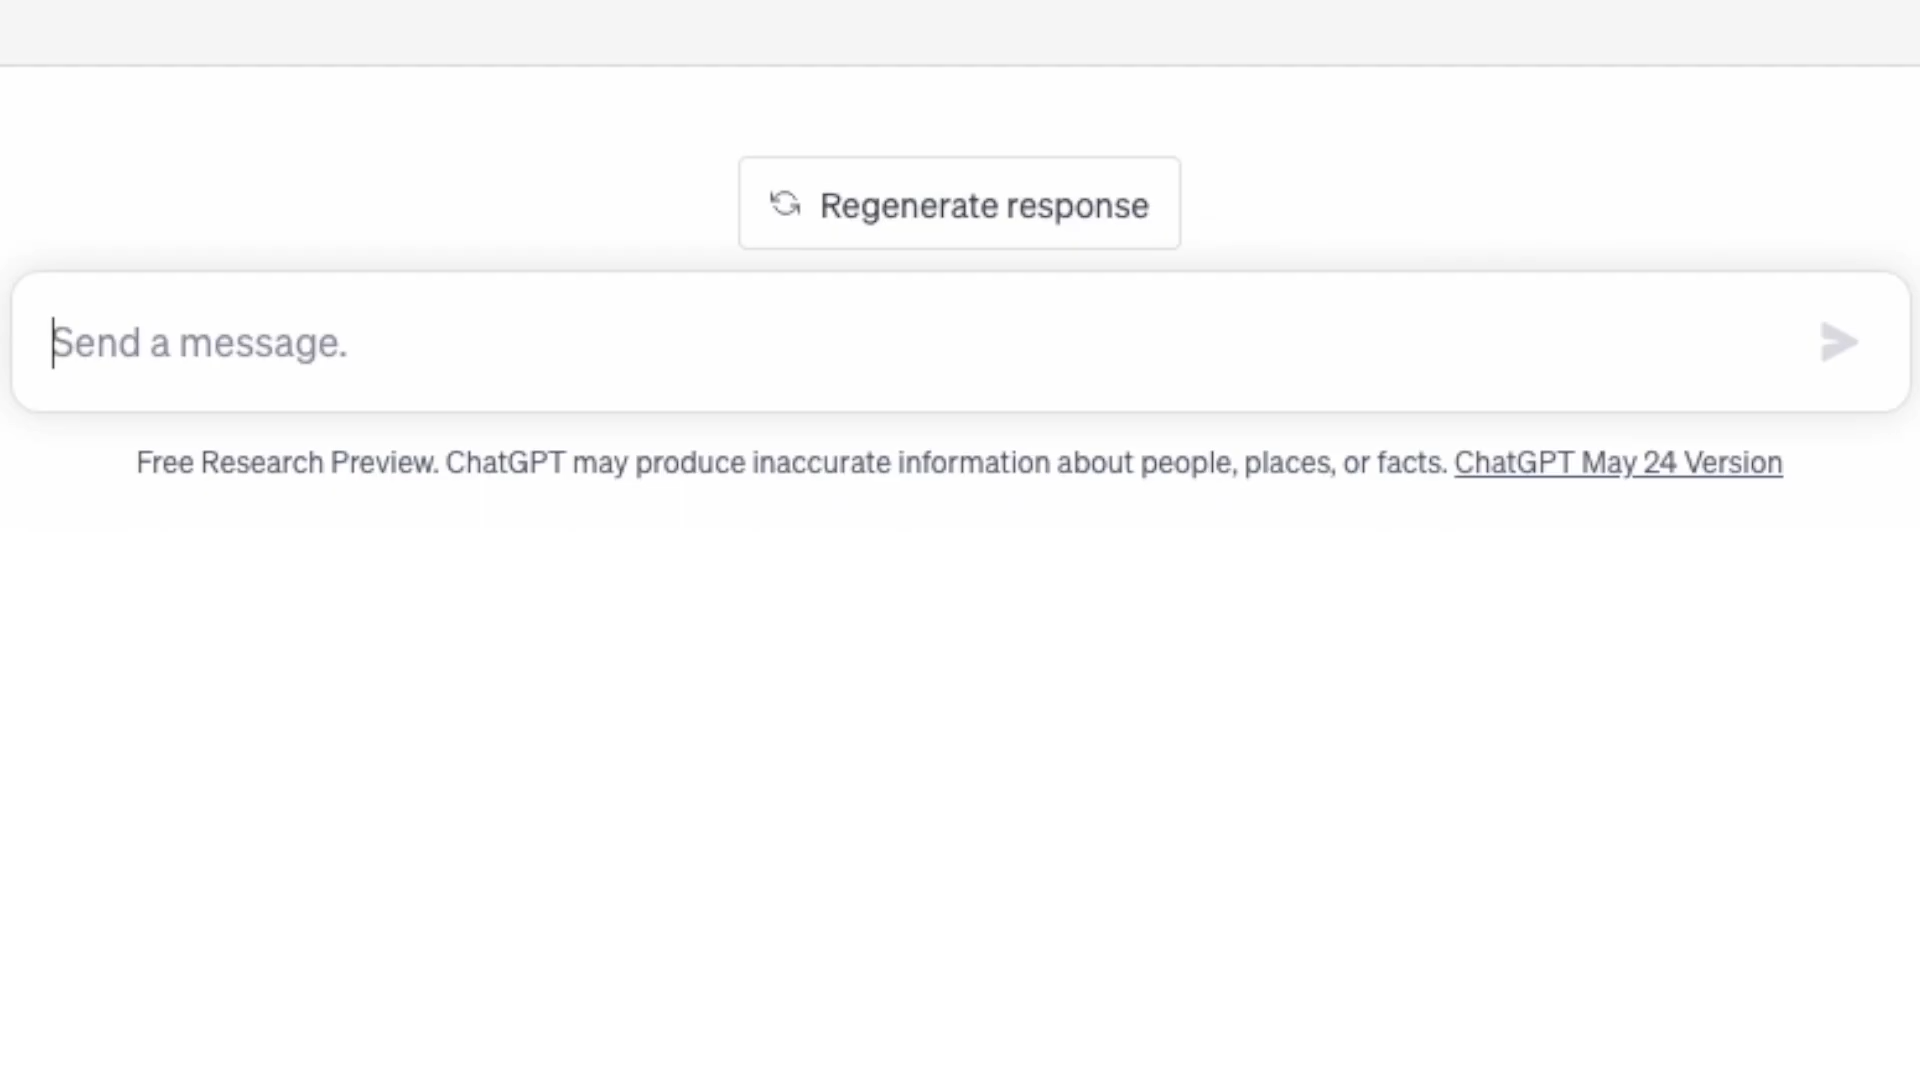 Regenerate response
Send a message.
Free Research Preview. ChatGPT may produce inaccurate information about people, places, or facts. ChatGPT May 24 Version